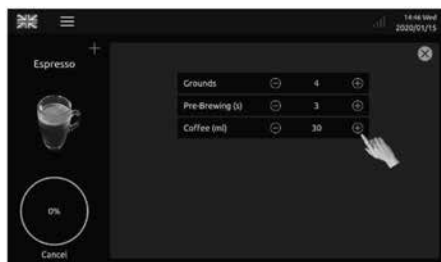 14:46 Wed
2020/01/15
Espresso
Grounds 4
Pre-Brewing (s) 3
Coffee (ml) 30
0%
Cancel